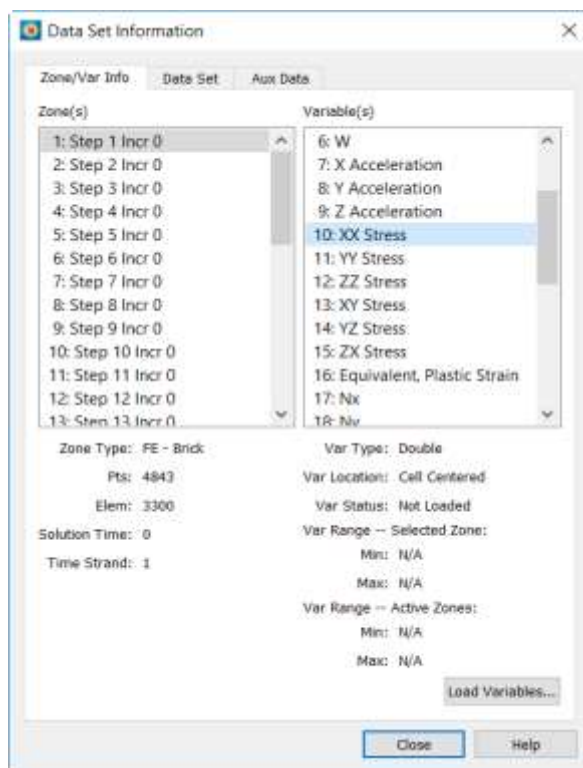 Data Set Information
Zone/Var Info Data Set Aux Data
Zone(s)
1: Step 1 Incr 0
2: Step 2 Incr 0
3: Step 3 Incr 0
4: Step 4 Incr 0
5: Step 5 Incr 0
6: Step 6 Incr 0
7: Step 7 Incr 0
8: Step 8 Incr 0
9: Step 9 Incr 0
10: Step 10 Incr 0
11: Step 11 Incr 0
12: Step 12 Incr 0
13: Step 13 Incr 0
Variable(s)
6: W
7: X Acceleration
8: Y Acceleration
9: Z Acceleration
10: XX Stress
11: YY Stress
12: ZZ Stress
13: XY Stress
14: YZ Stress
15: ZX Stress
16: Equivalent, Plastic Strain
17: Nx
18: Ny
Zone Type: FE - Brick
Pts: 4843
Elem: 3300
Solution Time: 0
Time Strand: 1
Var Type: Double
Var Location: Cell Centered
Var Status: Not Loaded
Var Range -- Selected Zone:
Min: N/A
Max: N/A
Var Range -- Active Zones:
Min: N/A
Max: N/A
Load Variables...
Close Help